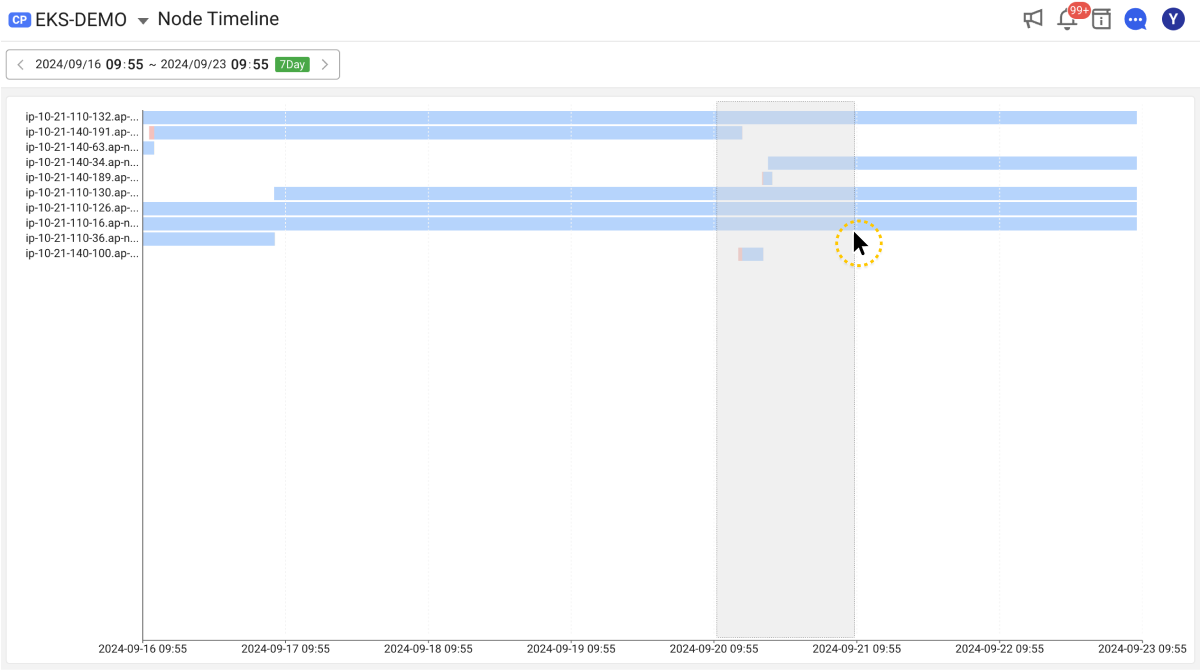 CP EKS-DEMO Node Timeline 99+ Y
2024/09/16 09:55 ~ 2024/09/23 09:55 7Day
ip-10-21-110-132.ap-...
ip-10-21-140-191.ap-...
ip-10-21-140-63.ap-n...
ip-10-21-140-34.ap-n...
ip-10-21-140-189.ap-...
ip-10-21-110-130.ap-...
ip-10-21-110-126.ap-...
ip-10-21-110-16.ap-n...
ip-10-21-110-36.ap-n...
ip-10-21-140-100.ap-...
2024-09-16 09:55 2024-09-17 09:55 2024-09-18 09:55 2024-09-19 09:55 2024-09-20 09:55 2024-09-21 09:55 2024-09-22 09:55 2024-09-23 09:55